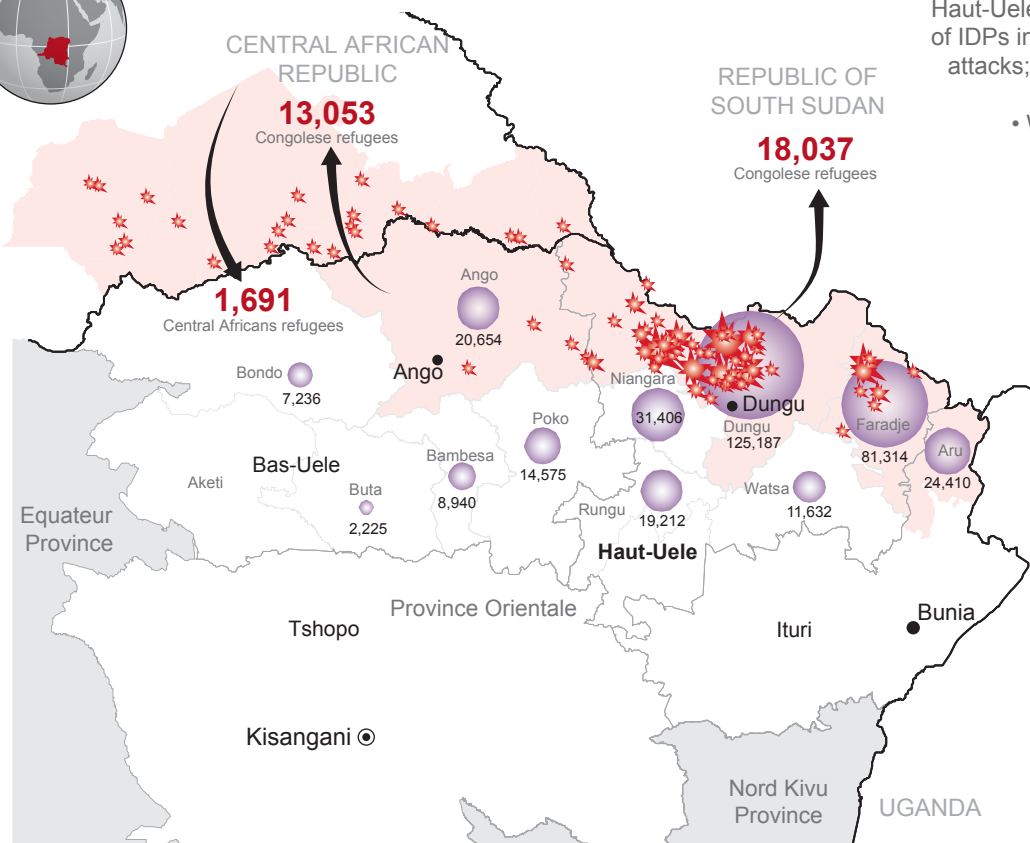 Haut-Uele
of IDPs in
attacks;
CENTRAL AFRICAN
REPUBLIC
13,053
Congolese refugees
REPUBLIC OF
SOUTH SUDAN
18,037
Congolese refugees
1,691
Central Africans refugees
Ango
20,654
Ango
Bondo
7,236
Niangara
31,406
Dungu
Dungu
125,187
Faradje
81,314
Aru
24,410
Poko
14,575
Bas-Uele
Bambesa
8,940
Aketi
Buta
2,225
Rungu
19,212
Watsa
11,632
Haut-Uele
Equateur
Province
Province Orientale
Tshopo
Ituri
Bunia
Kisangani
Nord Kivu
Province
UGANDA